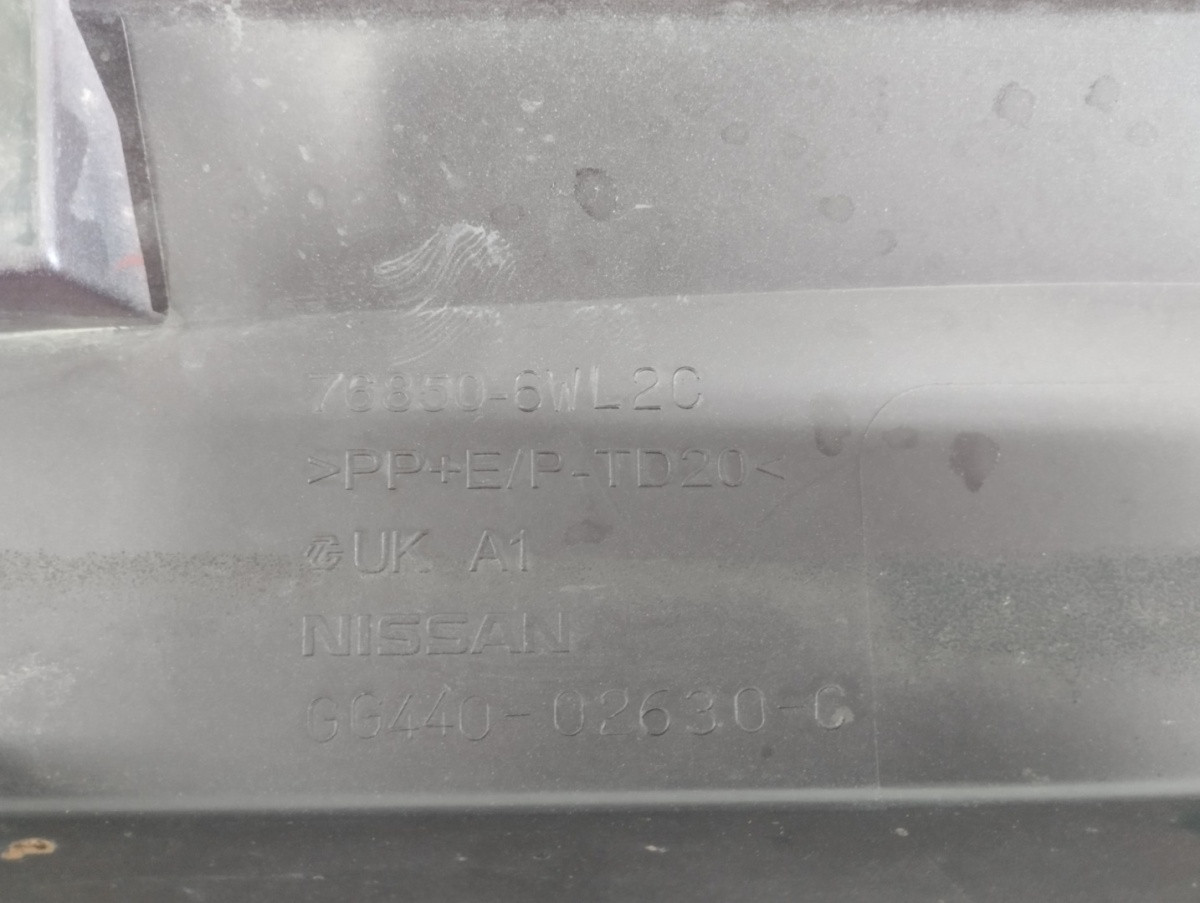 76850-6WL2C
>PP+E/P-TD20<
UK A1
NISSAN
GG440-02630-C